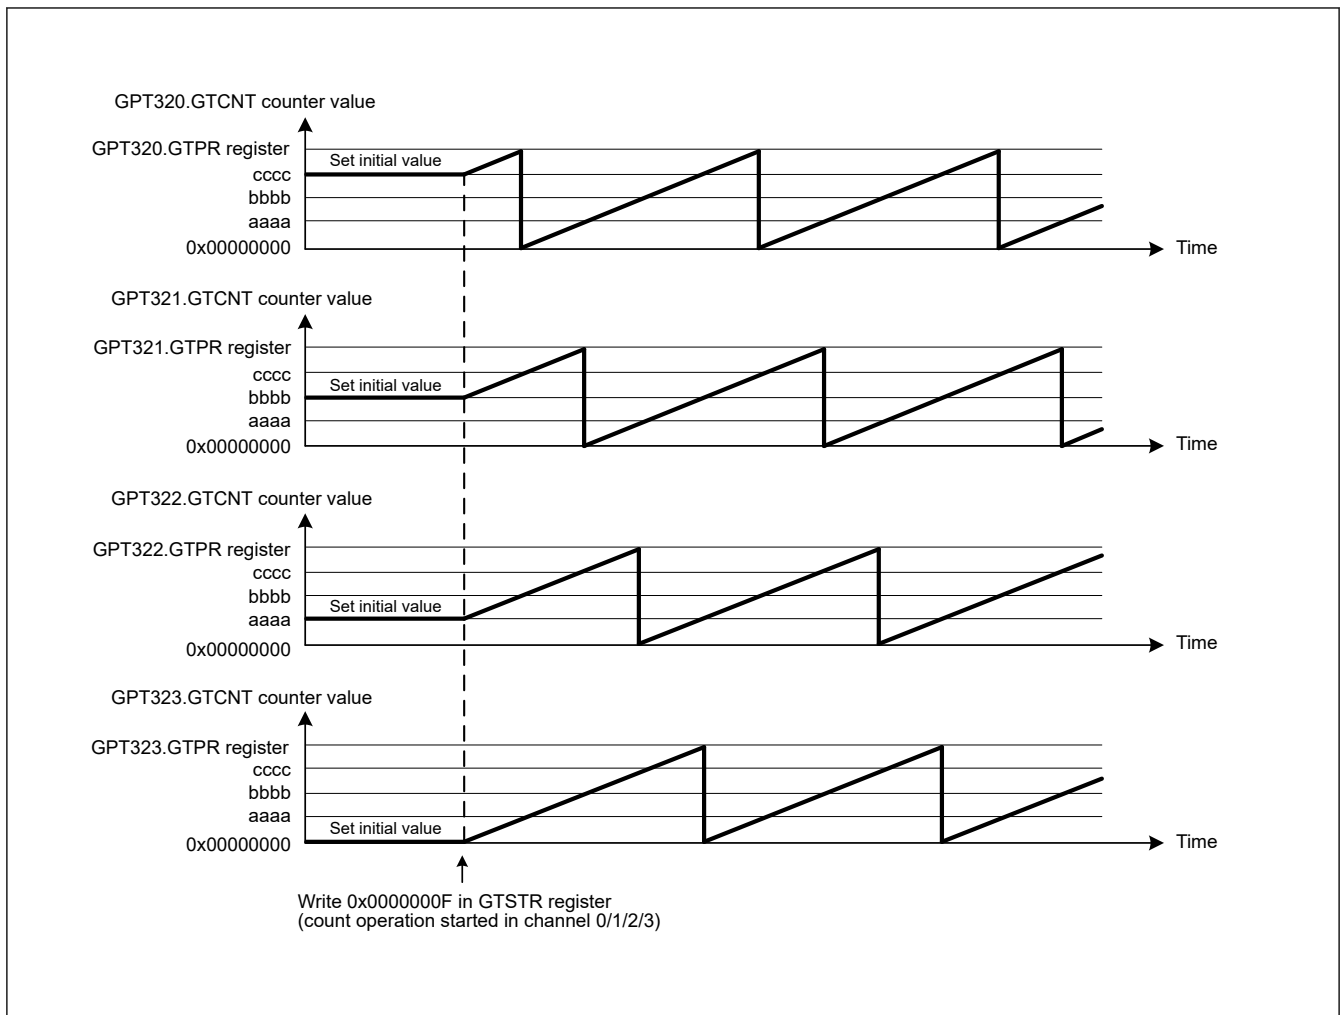 GPT320.GTCNT counter value
GPT320.GTPR register
Set initial value
cccc
bbbb
aaaa
0x00000000
Time
GPT321.GTCNT counter value
GPT321.GTPR register
cccc
Set initial value
bbbb
aaaa
0x00000000
Time
GPT322.GTCNT counter value
GPT322.GTPR register
cccc
bbbb
Set initial value
aaaa
0x00000000
Time
GPT323.GTCNT counter value
GPT323.GTPR register
cccc
bbbb
aaaa
Set initial value
0x00000000
Time
Write 0x0000000F in GTSTR register
(count operation started in channel 0/1/2/3)